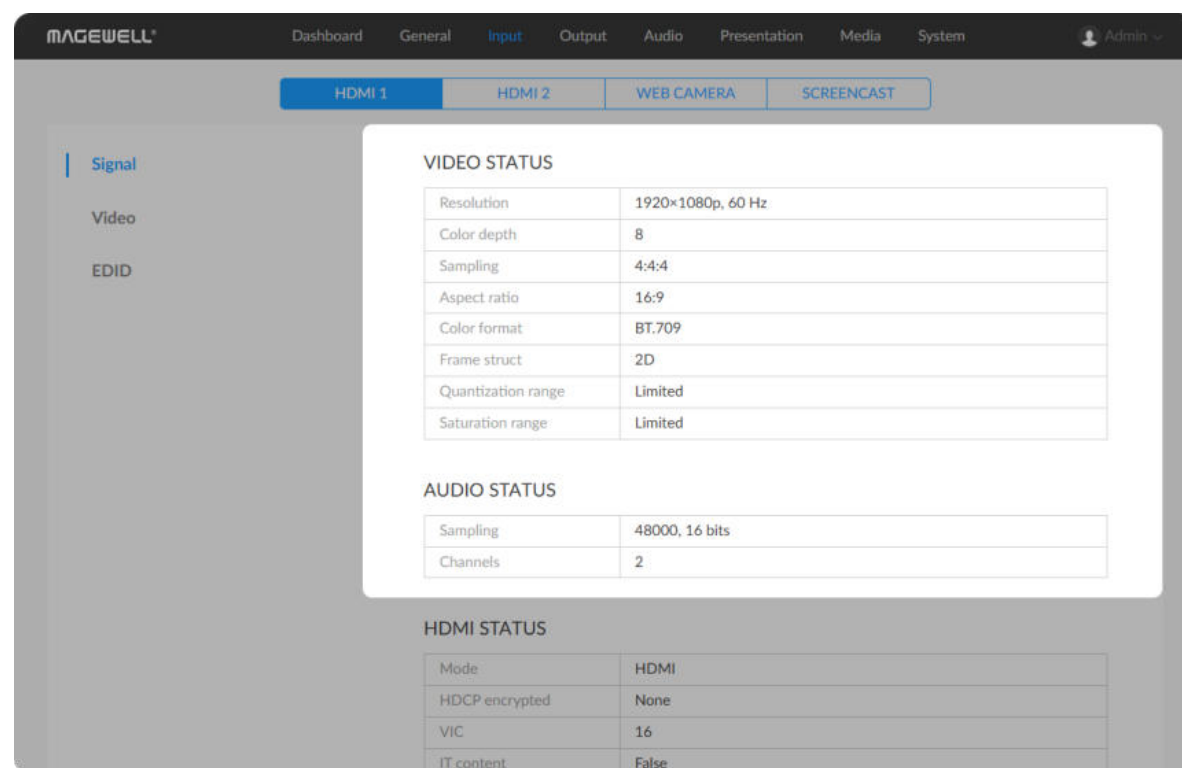 MAGEWELL® Dashboard General Input Output Audio Presentation Media System Admin
HDMI 1 HDMI 2 WEB CAMERA SCREENCAST
Signal
Video
EDID
VIDEO STATUS
Resolution 1920×1080p, 60 Hz
Color depth 8
Sampling 4:4:4
Aspect ratio 16:9
Color format BT.709
Frame struct 2D
Quantization range Limited
Saturation range Limited
AUDIO STATUS
Sampling 48000, 16 bits
Channels 2
HDMI STATUS
Mode HDMI
HDCP encrypted None
VIC 16
IT content False